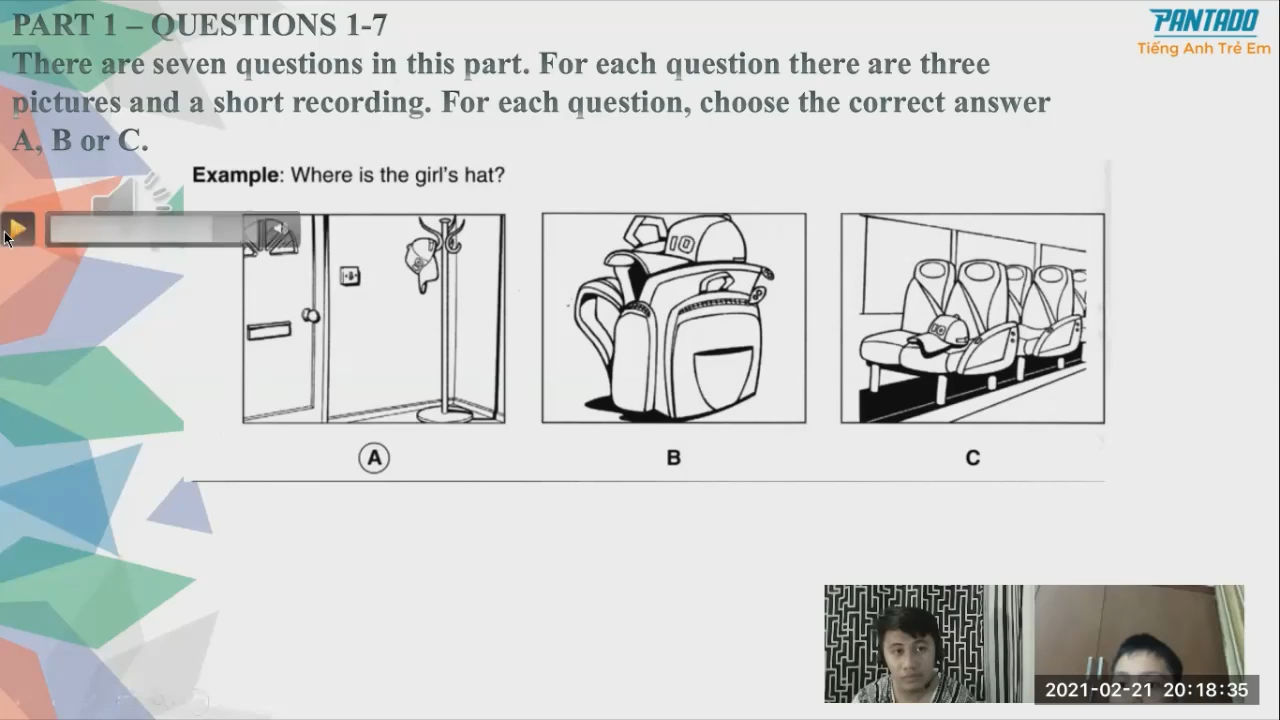 PART 1 – QUESTIONS 1-7
PANTADO
Tiếng Anh Trẻ Em
There are seven questions in this part. For each question there are three
pictures and a short recording. For each question, choose the correct answer
A, B or C.
Example: Where is the girl's hat?
A
B
C
2021-02-21 20:18:35